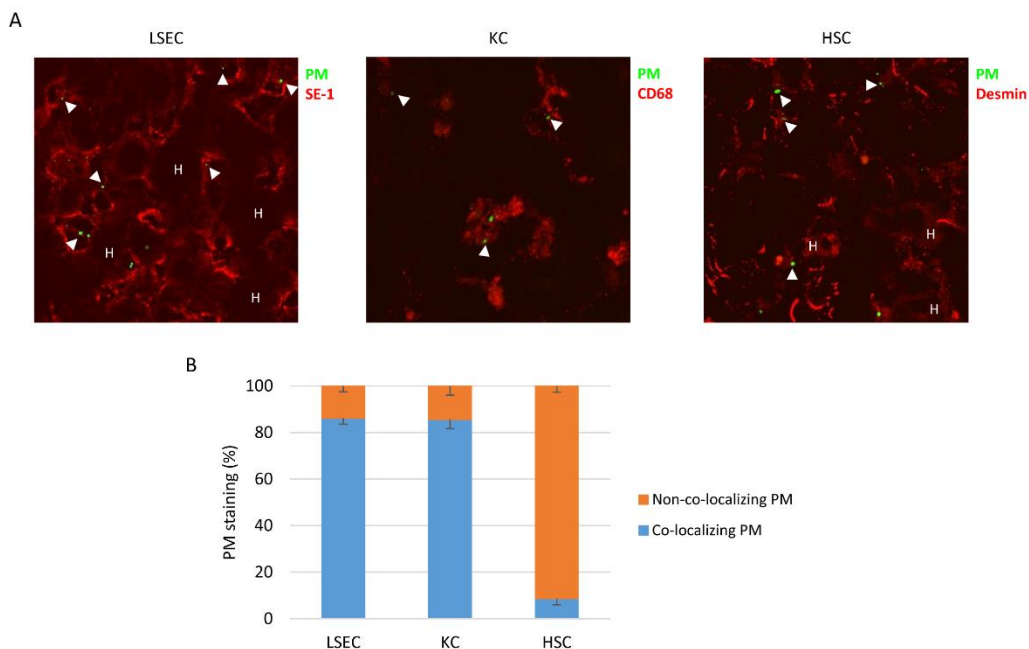 A
LSEC
KC
HSC
PM
SE-1
PM
CD68
PM
Desmin
H
H
H
H
H
H
H
B
100
80
60
40
20
0
PM staining (%)
LSEC
KC
HSC
Non-co-localizing PM
Co-localizing PM